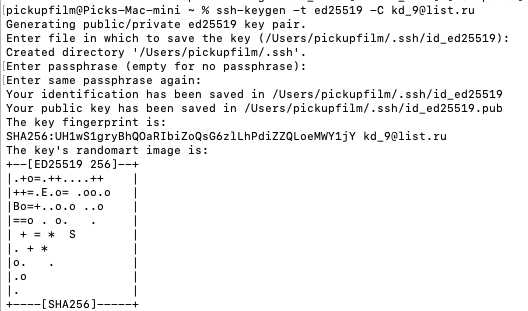 pickupfilm@Picks-Mac-mini ~ % ssh-keygen -t ed25519 -C kd_9@list.ru
Generating public/private ed25519 key pair.
Enter file in which to save the key (/Users/pickupfilm/.ssh/id_ed25519):
Created directory '/Users/pickupfilm/.ssh'.
[Enter passphrase (empty for no passphrase):
[Enter same passphrase again:
Your identification has been saved in /Users/pickupfilm/.ssh/id_ed25519
Your public key has been saved in /Users/pickupfilm/.ssh/id_ed25519.pub
The key fingerprint is:
SHA256:UH1wS1gryBhQOaRIbiZoQsG6zlLhPdiZZQLoeMWY1jY kd_9@list.ru
The key's randomart image is:
+--[ED25519 256]--+
|.+o=.++....++    |
|++=.E.o= .oo.o   |
|Bo=+..o.o ..o    |
|==o . o.   .     |
| + = *  S        |
|. + *            |
|o.   .           |
|.o               |
|.                |
+----[SHA256]-----+